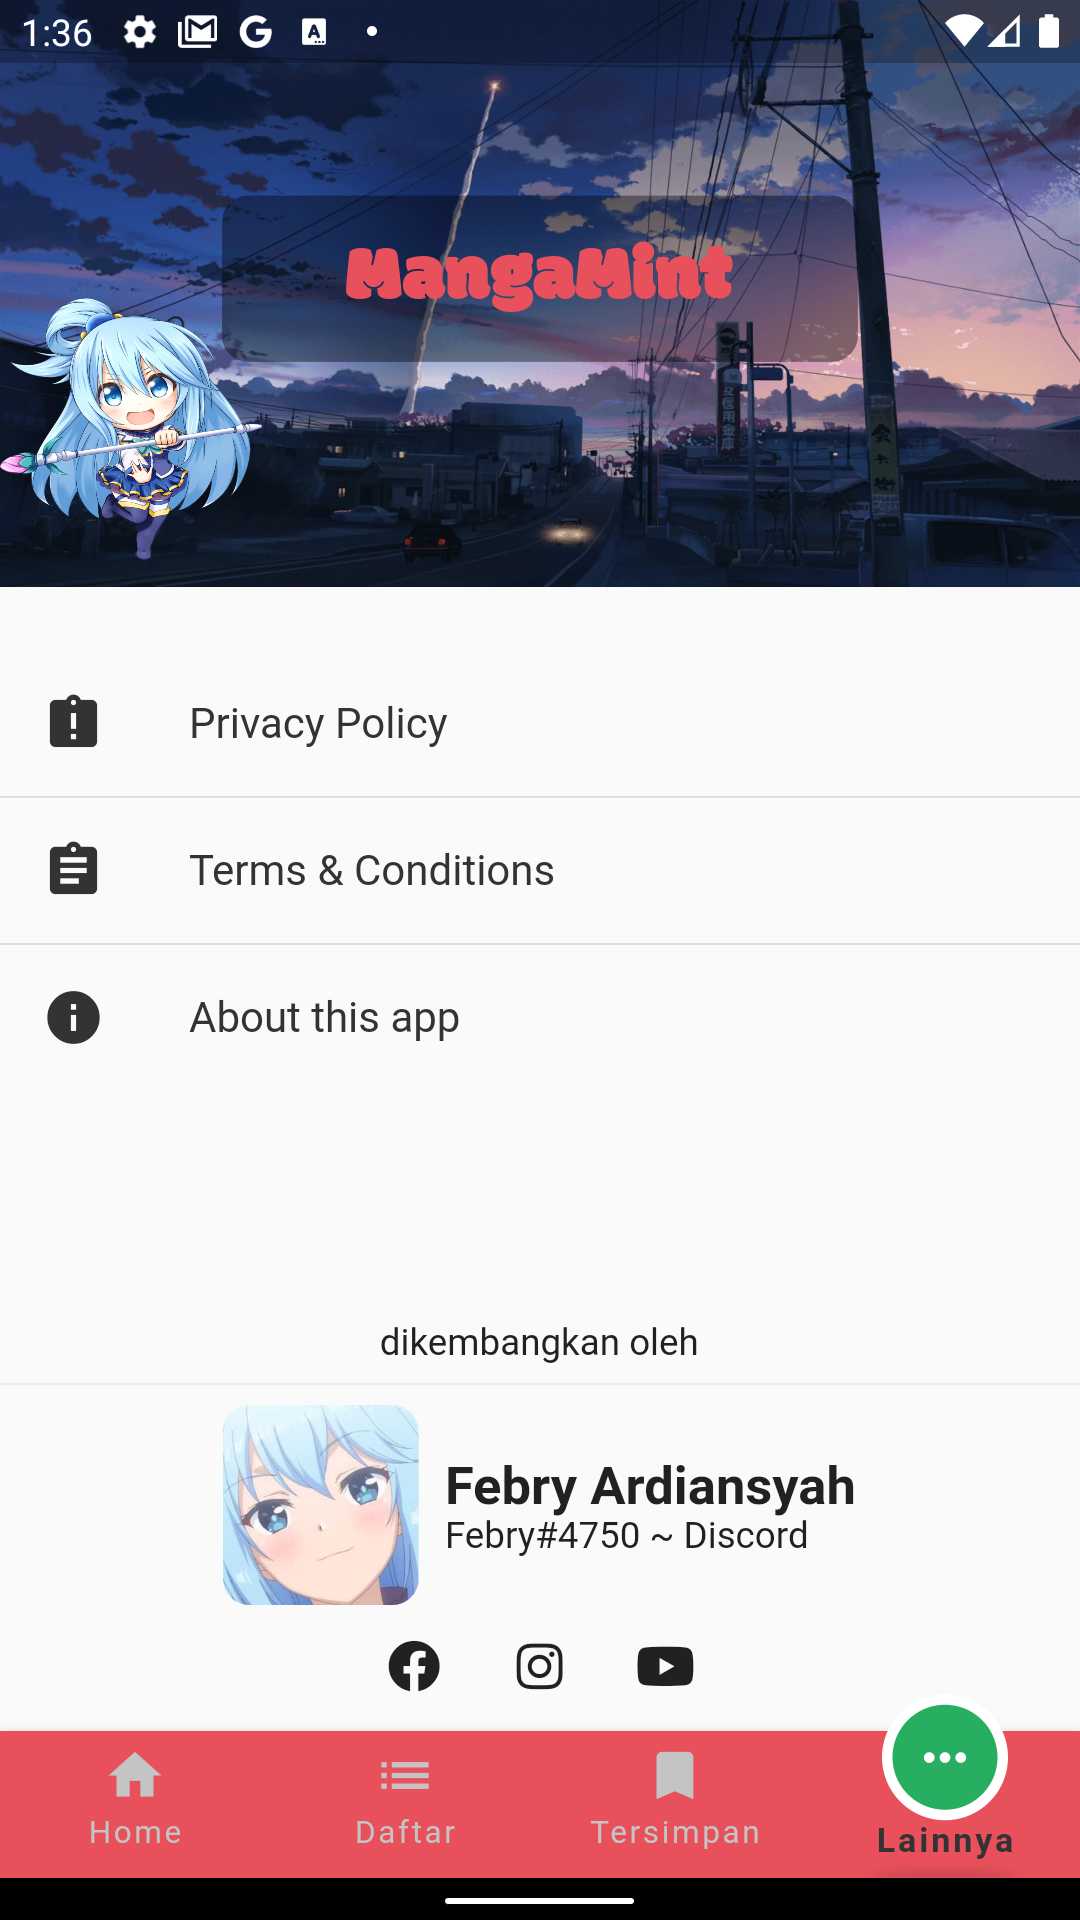 1:36
MangaMint
Privacy Policy
Terms & Conditions
About this app
dikembangkan oleh
Febry Ardiansyah
Febry#4750 ~ Discord
Home
Daftar
Tersimpan
Lainnya